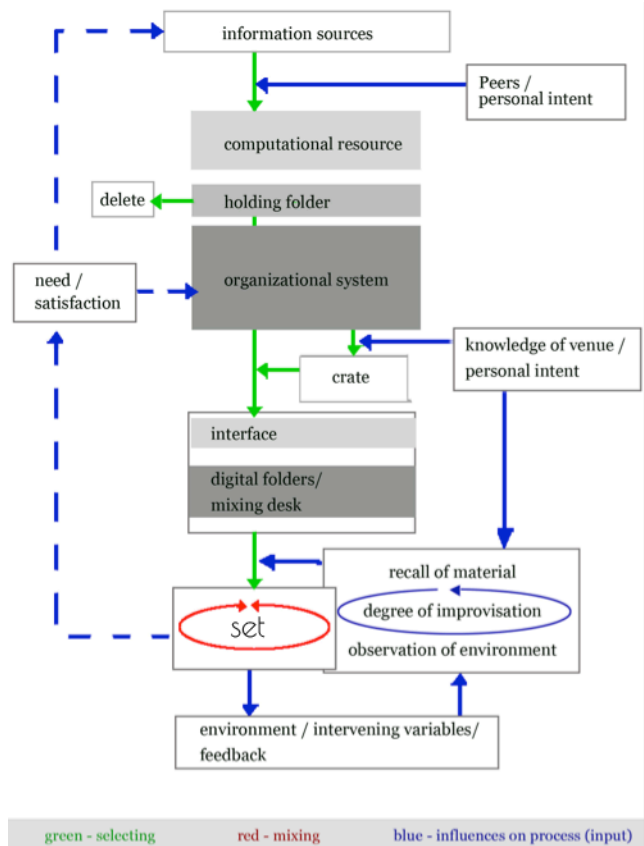 information sources
Peers /
personal intent
computational resource
delete
holding folder
need /
satisfaction
organizational system
knowledge of venue /
personal intent
crate
interface
digital folders/
mixing desk
recall of material
degree of improvisation
observation of environment
set
environment / intervening variables/
feedback
green - selecting
red - mixing
blue - influences on process (input)